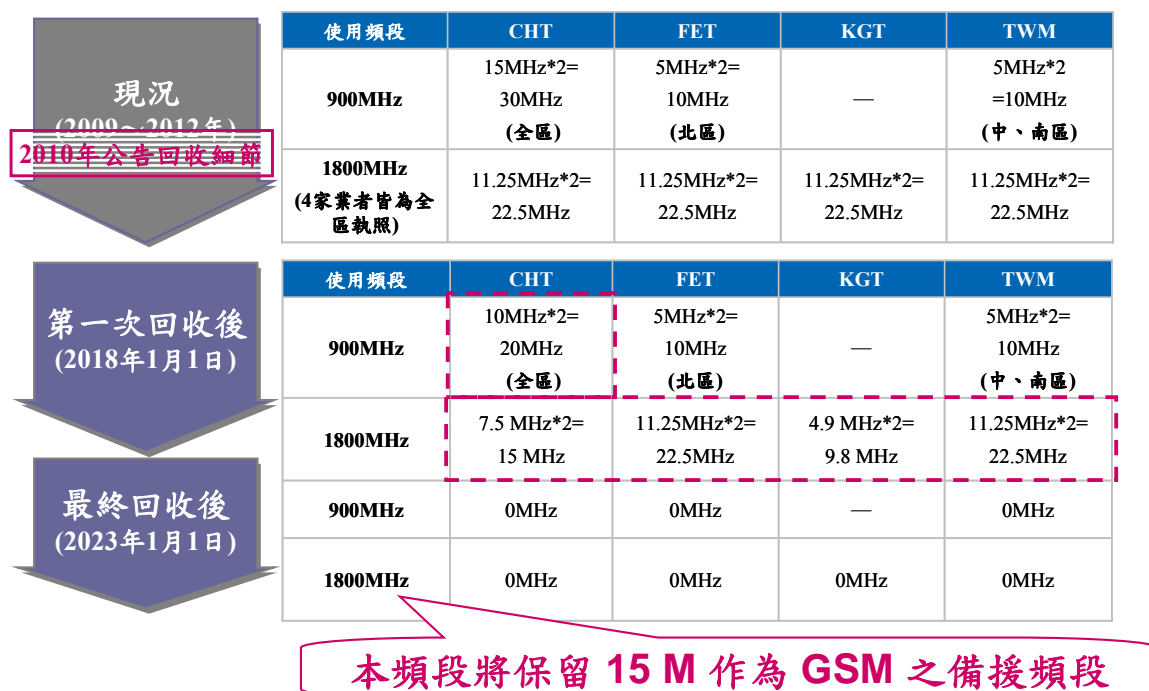 現況
(2009～2012年)
2010年公告回收細節
使用頻段 CHT FET KGT TWM
900MHz
15MHz*2=
30MHz
(全區)
5MHz*2=
10MHz
(北區)
—
5MHz*2
=10MHz
(中、南區)
1800MHz
(4家業者皆為全
區執照)
11.25MHz*2=
22.5MHz
11.25MHz*2=
22.5MHz
11.25MHz*2=
22.5MHz
11.25MHz*2=
22.5MHz
第一次回收後
(2018年1月1日)
使用頻段 CHT FET KGT TWM
900MHz
10MHz*2=
20MHz
(全區)
5MHz*2=
10MHz
(北區)
—
5MHz*2=
10MHz
(中、南區)
1800MHz
7.5 MHz*2=
15 MHz
11.25MHz*2=
22.5MHz
4.9 MHz*2=
9.8 MHz
11.25MHz*2=
22.5MHz
最終回收後
(2023年1月1日)
900MHz 0MHz 0MHz — 0MHz
1800MHz 0MHz 0MHz 0MHz 0MHz
本頻段將保留 15 M 作為 GSM 之備接頻段